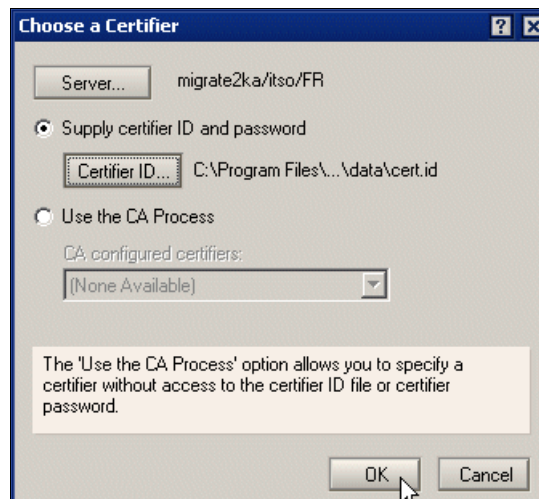 Choose a Certifier
Server... migrate2ka/itso/FR
Supply certifier ID and password
Certifier ID... C:\Program Files\...\data\cert.id
Use the CA Process
CA configured certifiers:
(None Available)
The 'Use the CA Process' option allows you to specify a
certifier without access to the certifier ID file or certifier
password.
OK Cancel